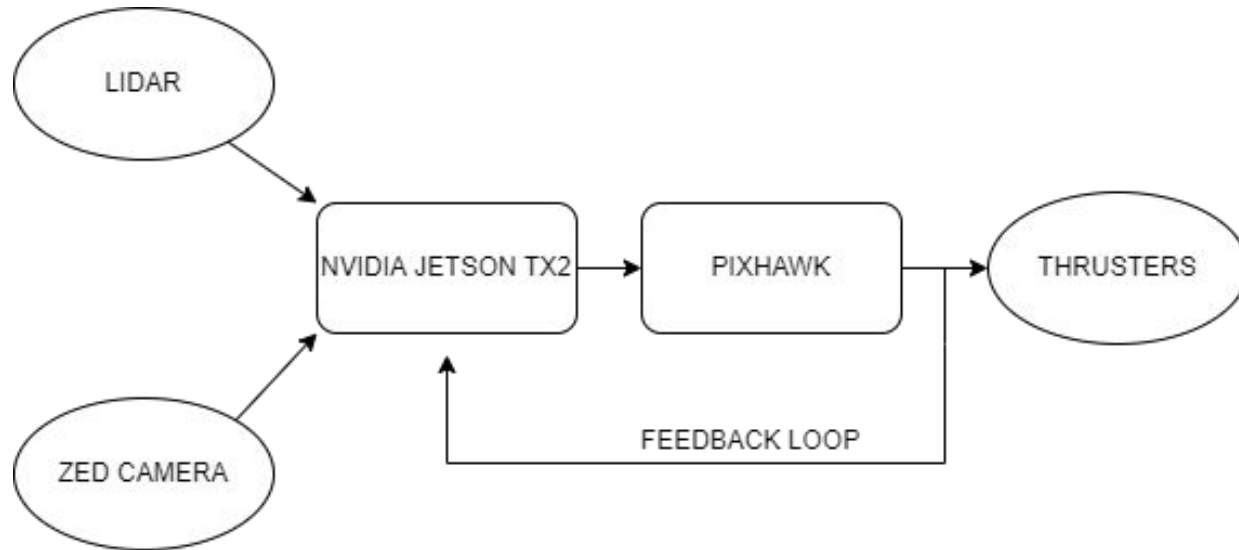 LIDAR
NVIDIA JETSON TX2
PIXHAWK
THRUSTERS
FEEDBACK LOOP
ZED CAMERA